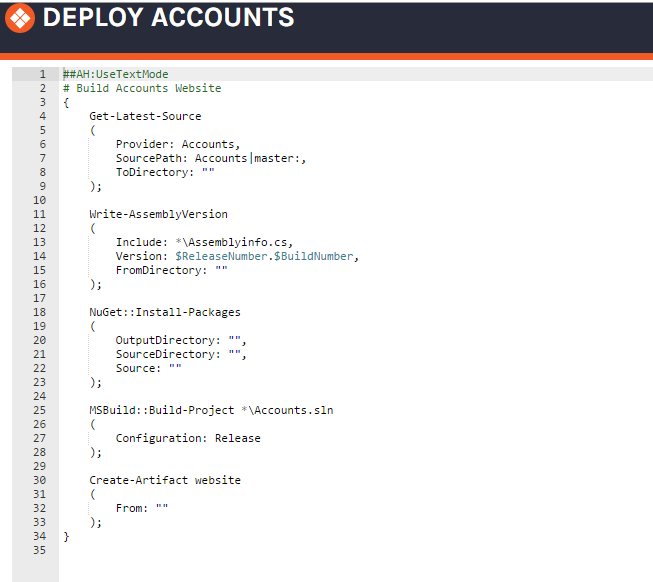 DEPLOY ACCOUNTS
1 ##AH:UseTextMode
2 # Build Accounts Website
3 {
4     Get-Latest-Source
5     (
6         Provider: Accounts,
7         SourcePath: Accounts|master:,
8         ToDirectory: ""
9     );
10
11     Write-AssemblyVersion
12     (
13         Include: *\Assemblyinfo.cs,
14         Version: $ReleaseNumber.$BuildNumber,
15         FromDirectory: ""
16     );
17
18     NuGet::Install-Packages
19     (
20         OutputDirectory: "",
21         SourceDirectory: "",
22         Source: ""
23     );
24
25     MSBuild::Build-Project *\Accounts.sln
26     (
27         Configuration: Release
28     );
29
30     Create-Artifact website
31     (
32         From: ""
33     );
34 }
35